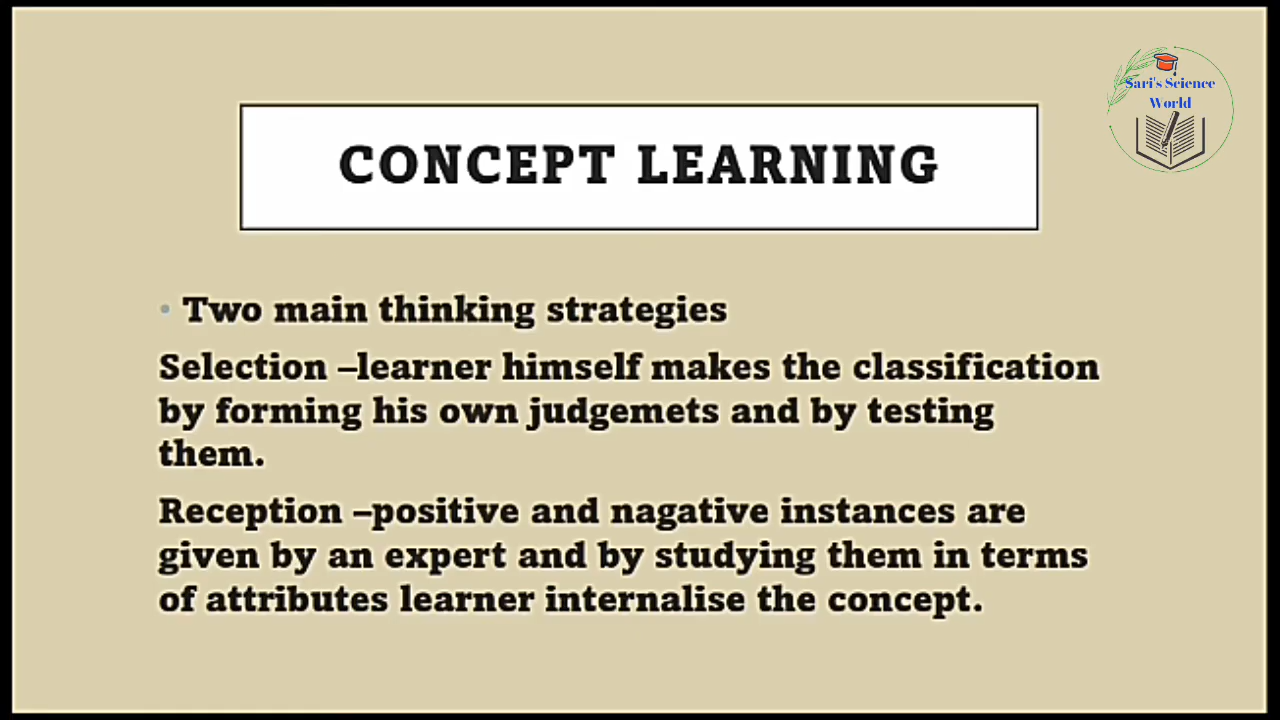 Sari's Science
World
CONCEPT LEARNING
• Two main thinking strategies
Selection –learner himself makes the classification
by forming his own judgemets and by testing
them.
Reception –positive and nagative instances are
given by an expert and by studying them in terms
of attributes learner internalise the concept.